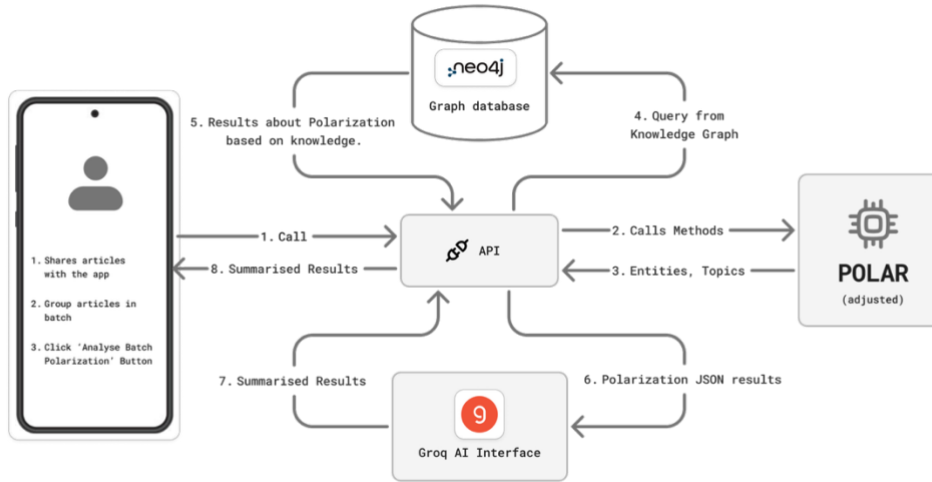 neo4j
Graph database
5. Results about Polarization
based on knowledge.
4. Query from
Knowledge Graph
1. Shares articles
with the app
2. Group articles in
batch
3. Click 'Analyse Batch
Polarization' Button
1. Call
8. Summarised Results
API
2. Calls Methods
3. Entities, Topics
POLAR
(adjusted)
7. Summarised Results
6. Polarization JSON results
g
Groq AI Interface